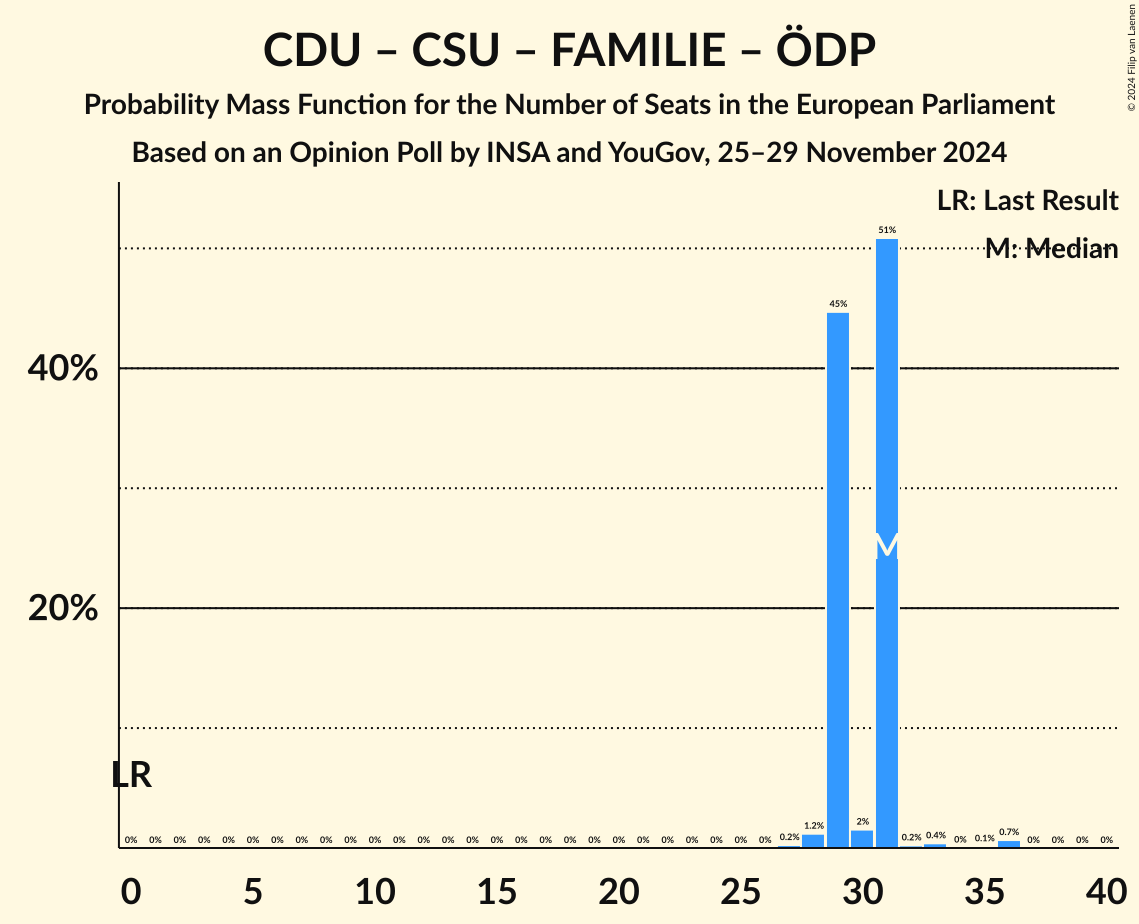 CDU – CSU – FAMILIE – ÖDP
Probability Mass Function for the Number of Seats in the European Parliament
Based on an Opinion Poll by INSA and YouGov, 25–29 November 2024
© 2024 Filip van Laenen
LR: Last Result
M: Median
40%
20%
LR
M
0% 0% 0% 0% 0% 0% 0% 0% 0% 0% 0% 0% 0% 0% 0% 0% 0% 0% 0% 0% 0% 0% 0% 0% 0% 0% 0% 0.2% 1.2% 45% 2% 51% 0.2% 0.4% 0% 0.1% 0.7% 0% 0% 0% 0%
0 5 10 15 20 25 30 35 40